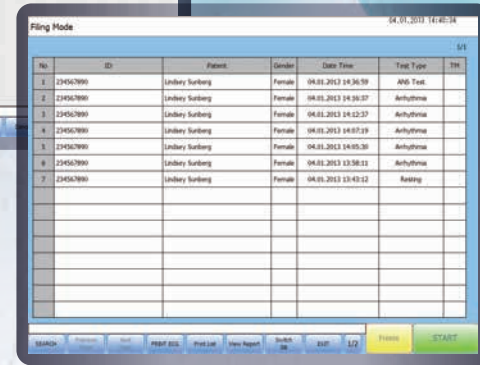 Filing Mode
04.01.2013 14:40:34
1/1
No ID Patient Gender Date Time Test Type TM
1 234567890 Lindsey Sunberg Female 04.01.2013 14:36:59 ANS Test
2 234567890 Lindsey Sunberg Female 04.01.2013 14:16:37 Arrhythmia
3 234567890 Lindsey Sunberg Female 04.01.2013 14:12:37 Arrhythmia
4 234567890 Lindsey Sunberg Female 04.01.2013 14:07:19 Arrhythmia
5 234567890 Lindsey Sunberg Female 04.01.2013 14:05:30 Arrhythmia
6 234567890 Lindsey Sunberg Female 04.01.2013 13:58:11 Arrhythmia
7 234567890 Lindsey Sunberg Female 04.01.2013 13:43:12 Resting
SEARCH Previous Next PRINT ECG Print List View Report Switch DB EXIT 1/2 Freeze START